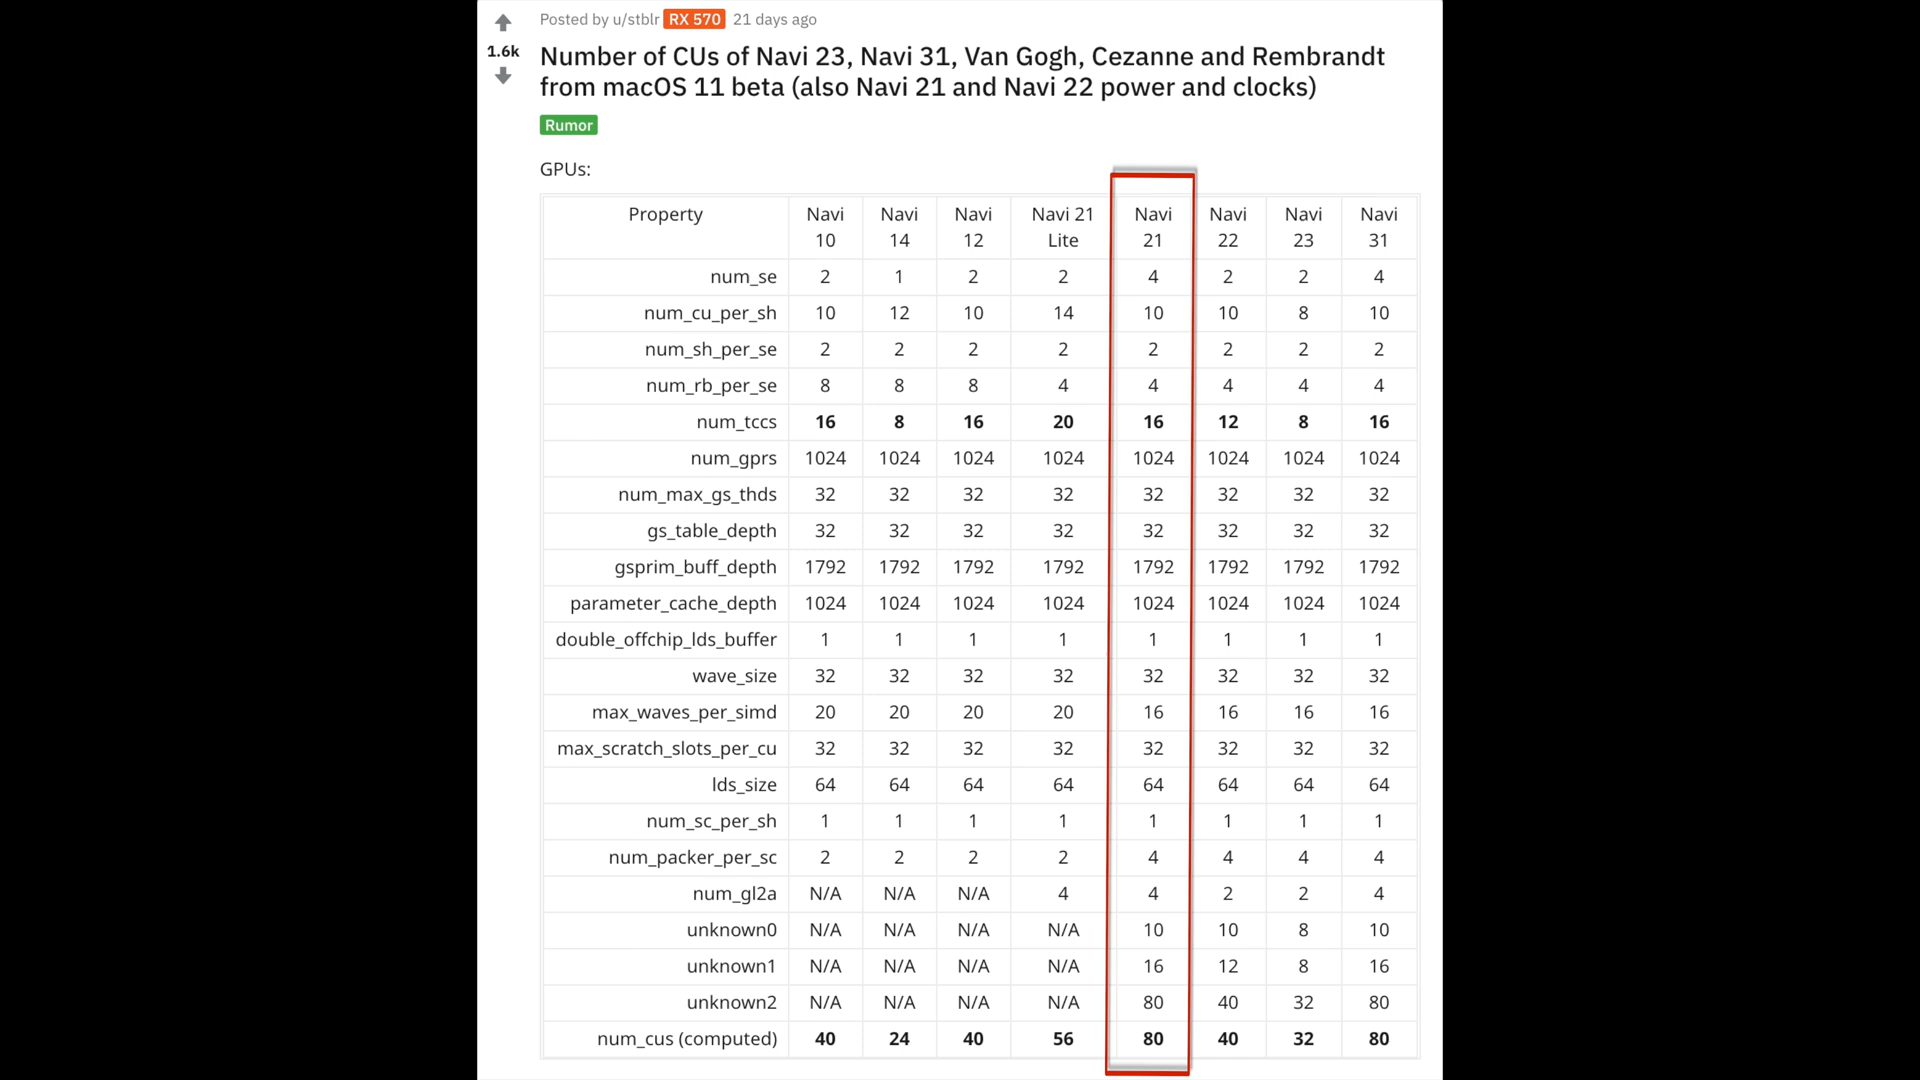 Posted by u/stblr RX 570 21 days ago
1.6k
Number of CUs of Navi 23, Navi 31, Van Gogh, Cezanne and Rembrandt
from macOS 11 beta (also Navi 21 and Navi 22 power and clocks)
Rumor
GPUs:
Property Navi 10 Navi 14 Navi 12 Navi 21 Lite Navi 21 Navi 22 Navi 23 Navi 31
num_se 2 1 2 2 4 2 2 4
num_cu_per_sh 10 12 10 14 10 10 8 10
num_sh_per_se 2 2 2 2 2 2 2 2
num_rb_per_se 8 8 8 4 4 4 4 4
num_tccs 16 8 16 20 16 12 8 16
num_gprs 1024 1024 1024 1024 1024 1024 1024 1024
num_max_gs_thds 32 32 32 32 32 32 32 32
gs_table_depth 32 32 32 32 32 32 32 32
gsprim_buff_depth 1792 1792 1792 1792 1792 1792 1792 1792
parameter_cache_depth 1024 1024 1024 1024 1024 1024 1024 1024
double_offchip_lds_buffer 1 1 1 1 1 1 1 1
wave_size 32 32 32 32 32 32 32 32
max_waves_per_simd 20 20 20 20 16 16 16 16
max_scratch_slots_per_cu 32 32 32 32 32 32 32 32
lds_size 64 64 64 64 64 64 64 64
num_sc_per_sh 1 1 1 1 1 1 1 1
num_packer_per_sc 2 2 2 2 4 4 4 4
num_gl2a N/A N/A N/A 4 4 2 2 4
unknown0 N/A N/A N/A N/A 10 10 8 10
unknown1 N/A N/A N/A N/A 16 12 8 16
unknown2 N/A N/A N/A N/A 80 40 32 80
num_cus (computed) 40 24 40 56 80 40 32 80